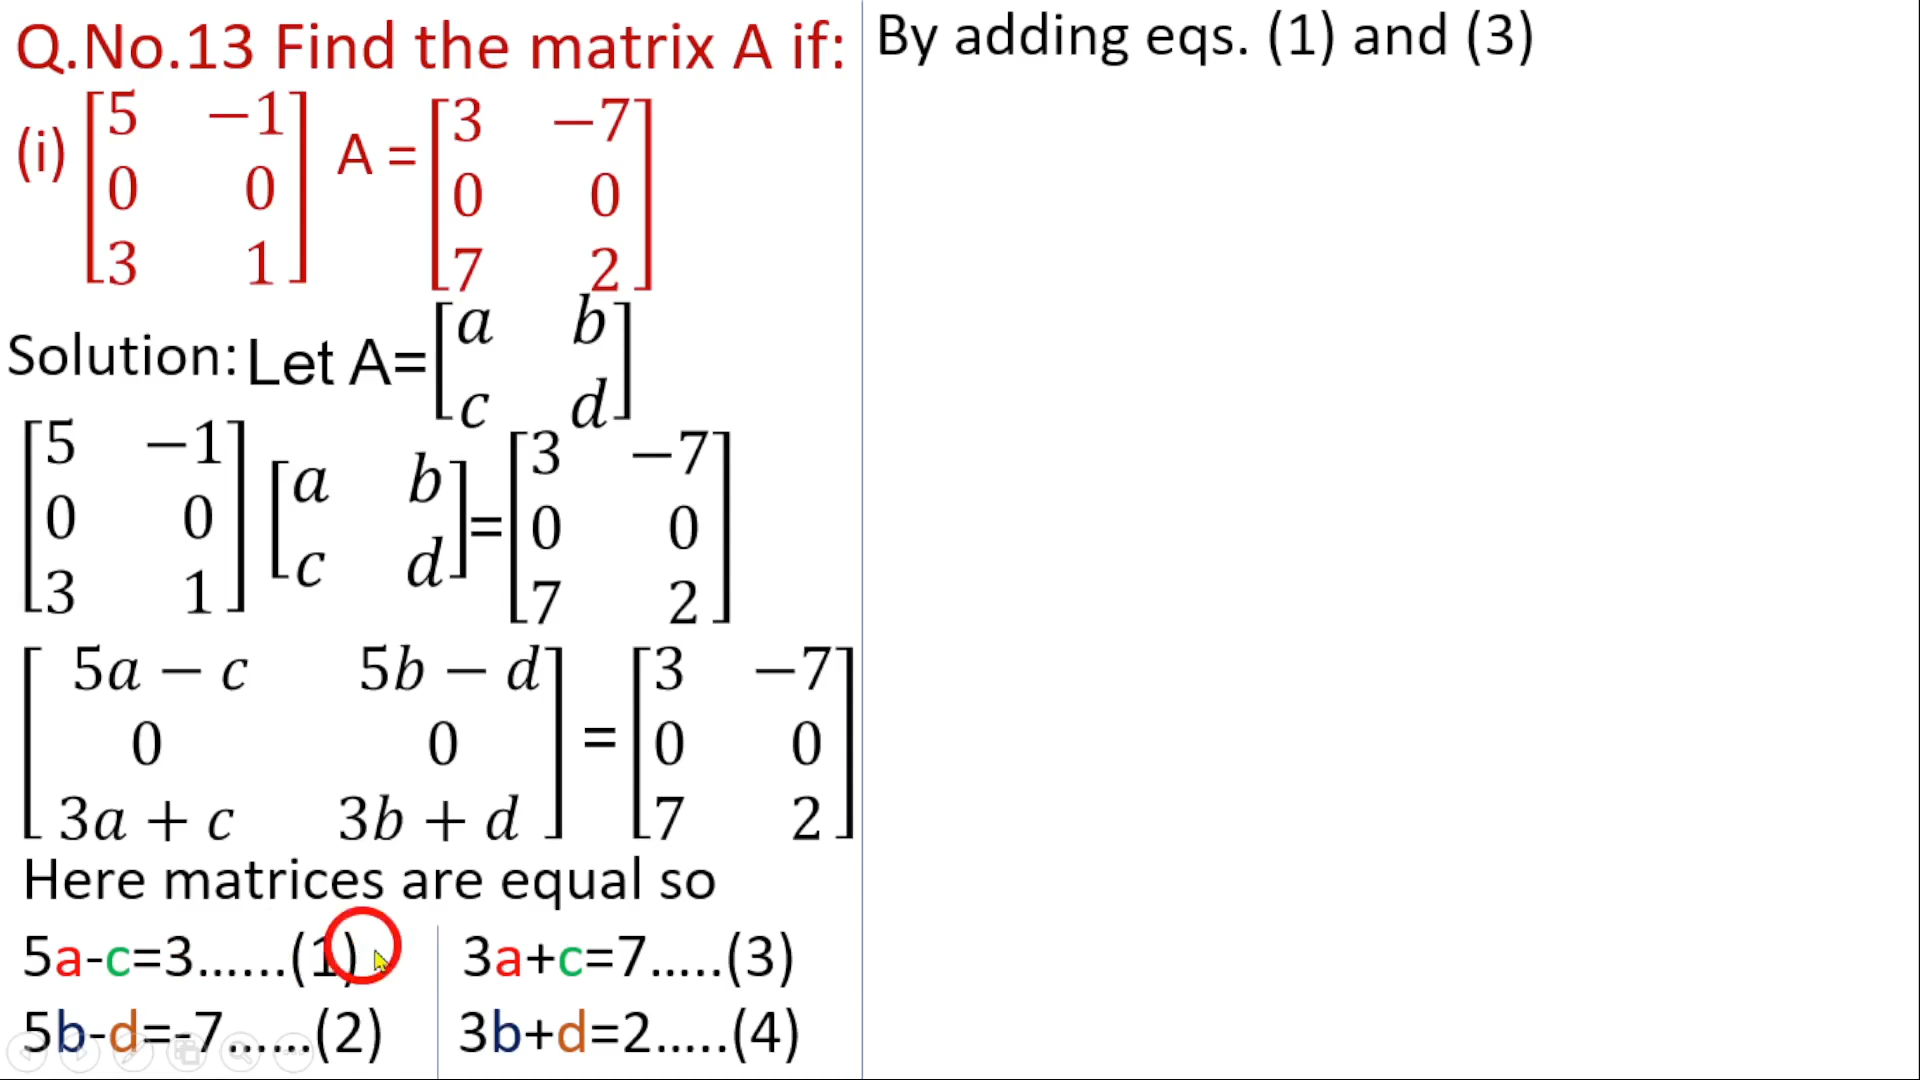 Q.No.13 Find the matrix A if:
(i) [5 −1; 0 0; 3 1] A = [3 −7; 0 0; 7 2]
Solution: Let A=[a b; c d]
[5 −1; 0 0; 3 1] [a b; c d]=[3 −7; 0 0; 7 2]
[5a − c 5b − d; 0 0; 3a + c 3b + d] = [3 −7; 0 0; 7 2]
Here matrices are equal so
5a-c=3......(1)
5b-d=-7......(2)
3a+c=7.....(3)
3b+d=2.....(4)
By adding eqs. (1) and (3)